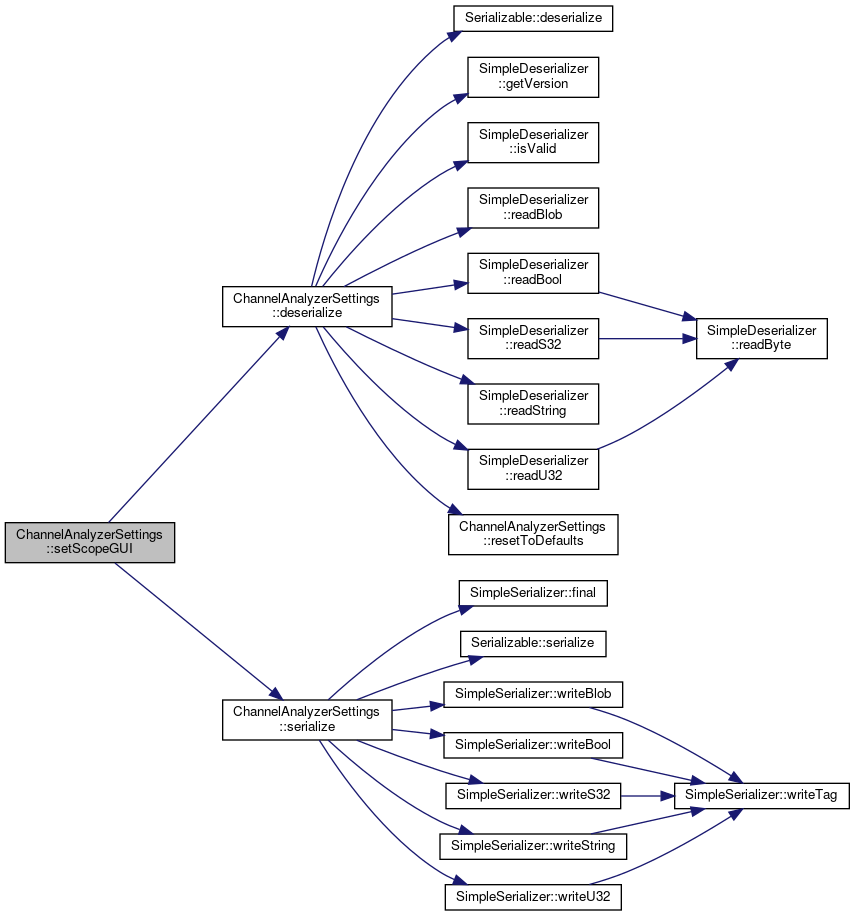 Serializable::deserialize
SimpleDeserializer
::getVersion
SimpleDeserializer
::isValid
SimpleDeserializer
::readBlob
SimpleDeserializer
::readBool
ChannelAnalyzerSettings
::deserialize
SimpleDeserializer
::readS32
SimpleDeserializer
::readByte
SimpleDeserializer
::readString
SimpleDeserializer
::readU32
ChannelAnalyzerSettings
::resetToDefaults
ChannelAnalyzerSettings
::setScopeGUI
SimpleSerializer::final
Serializable::serialize
SimpleSerializer::writeBlob
ChannelAnalyzerSettings
::serialize
SimpleSerializer::writeBool
SimpleSerializer::writeS32
SimpleSerializer::writeTag
SimpleSerializer::writeString
SimpleSerializer::writeU32